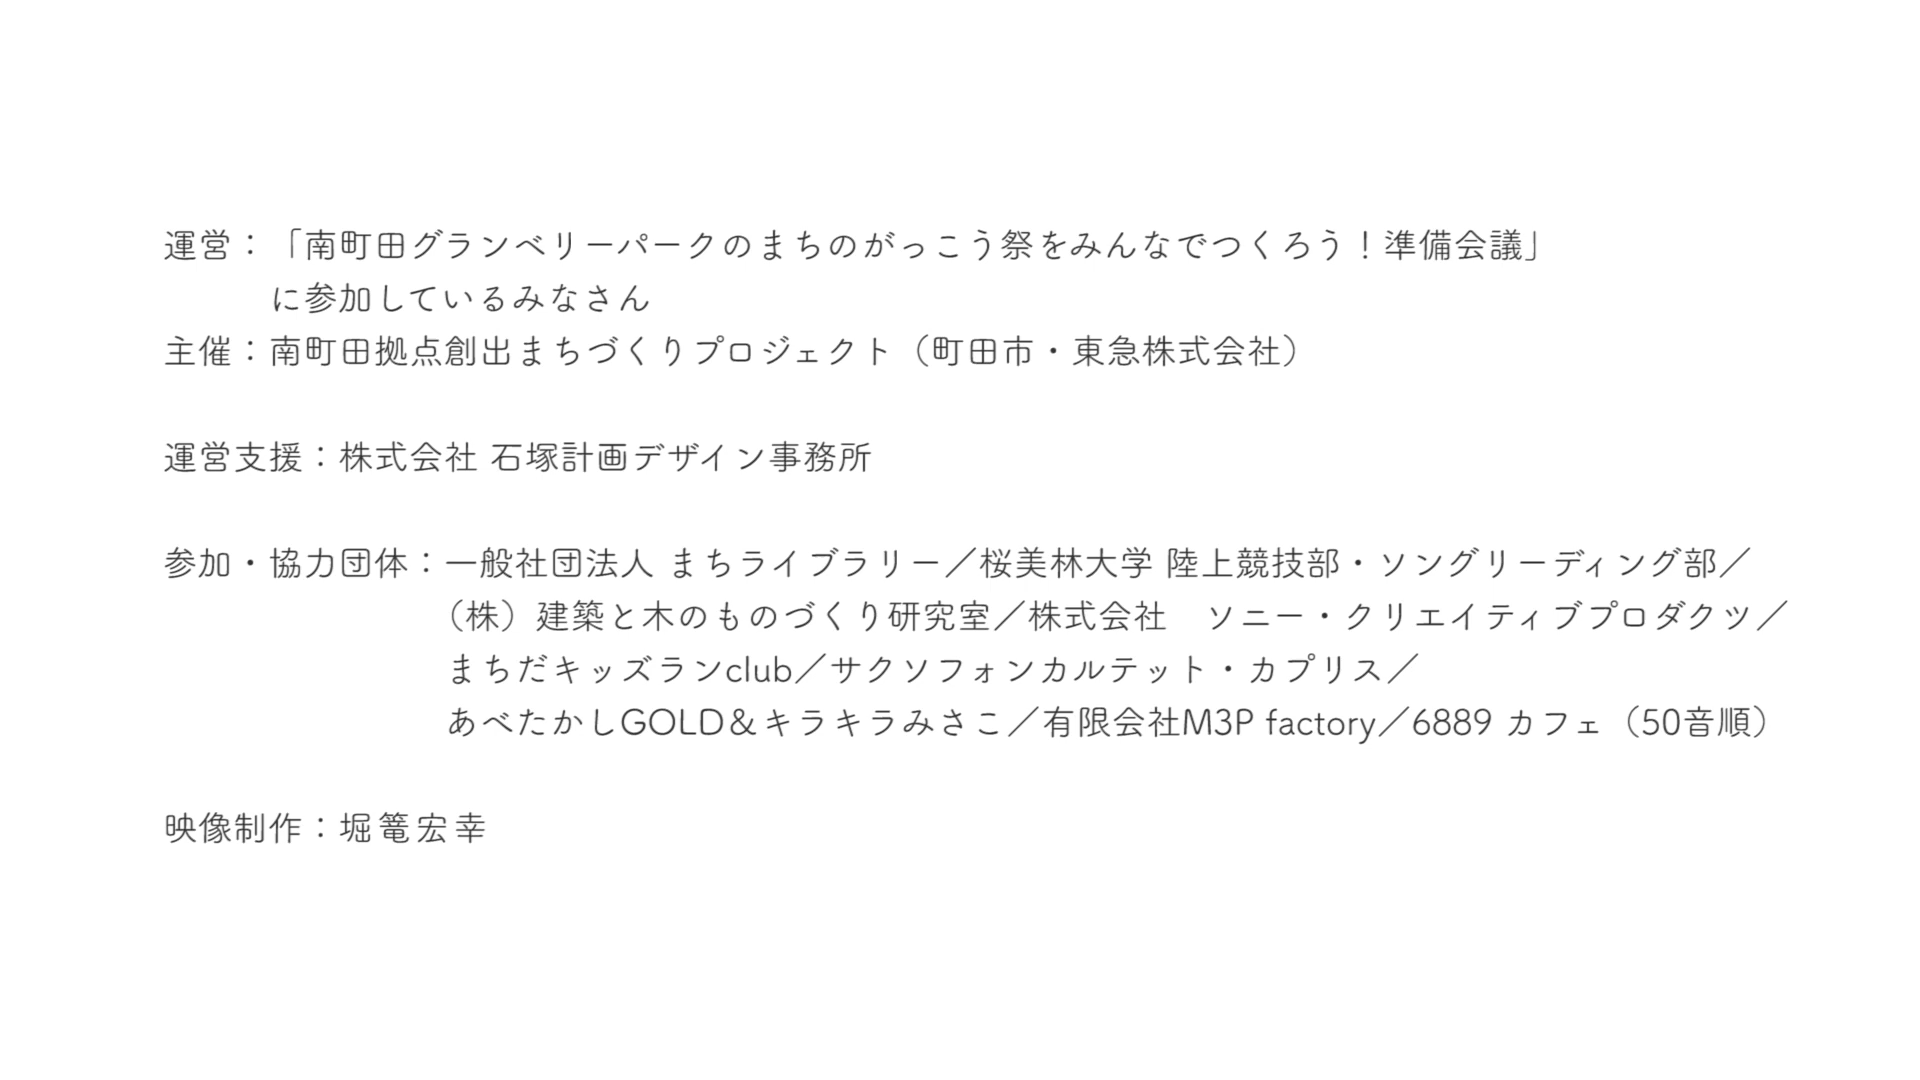 運営：「南町田グランベリーパークのまちのがっこう祭をみんなでつくろう！準備会議」
に参加しているみなさん
主催：南町田拠点創出まちづくりプロジェクト（町田市・東急株式会社）
運営支援：株式会社 石塚計画デザイン事務所
参加・協力団体：一般社団法人 まちライブラリー／桜美林大学 陸上競技部・ソングリーディング部／
（株）建築と木のものづくり研究室／株式会社　ソニー・クリエイティブプロダクツ／
まちだキッズランclub／サクソフォンカルテット・カプリス／
あべたかしGOLD＆キラキラみさこ／有限会社M3P factory／6889 カフェ（50音順）
映像制作：堀篭宏幸